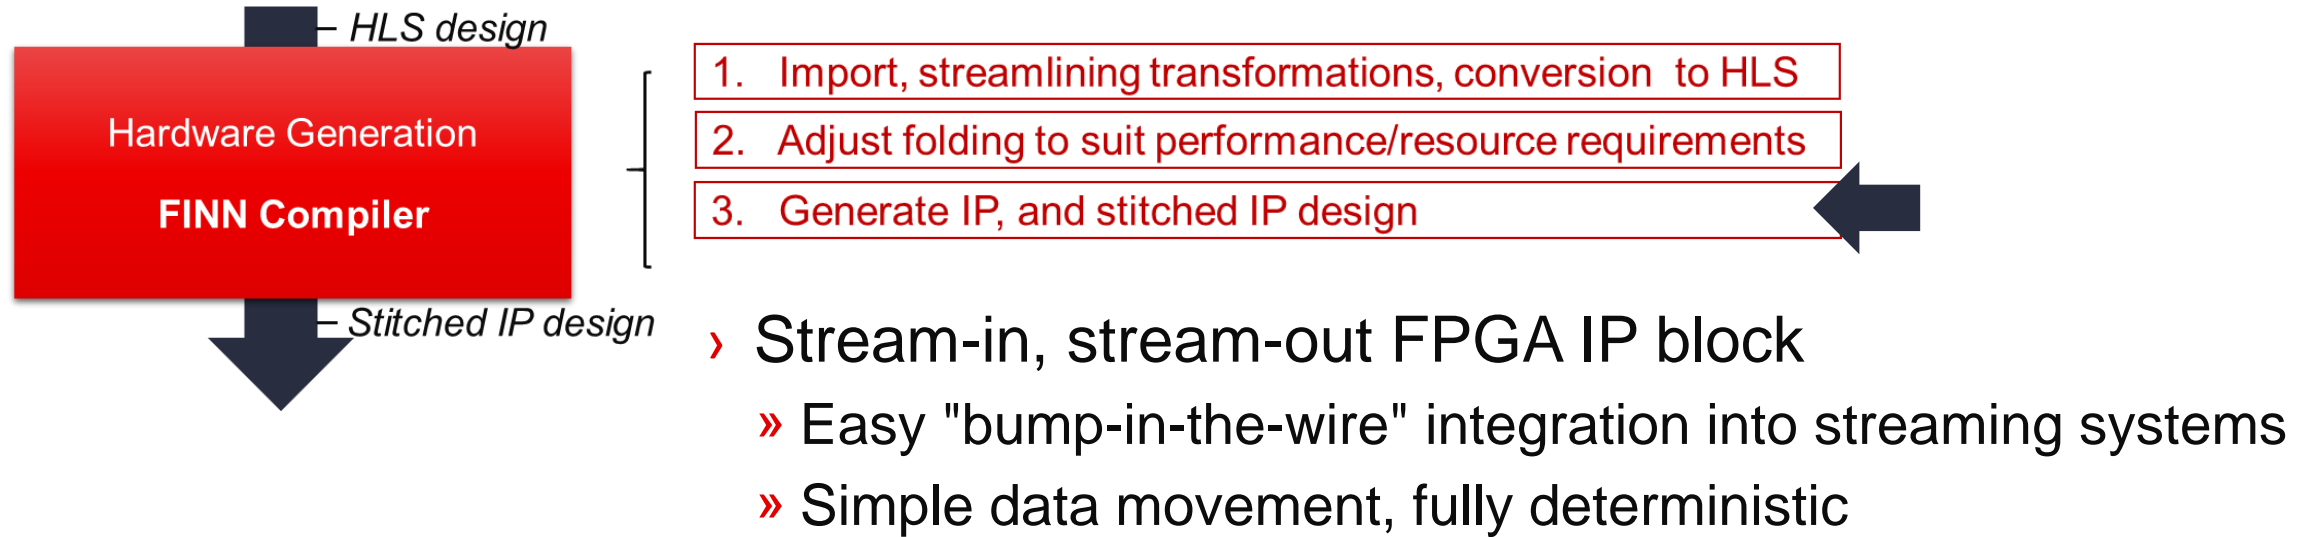 HLS design
Hardware Generation
FINN Compiler
Stitched IP design
1. Import, streamlining transformations, conversion to HLS
2. Adjust folding to suit performance/resource requirements
3. Generate IP, and stitched IP design
› Stream-in, stream-out FPGA IP block
» Easy "bump-in-the-wire" integration into streaming systems
» Simple data movement, fully deterministic